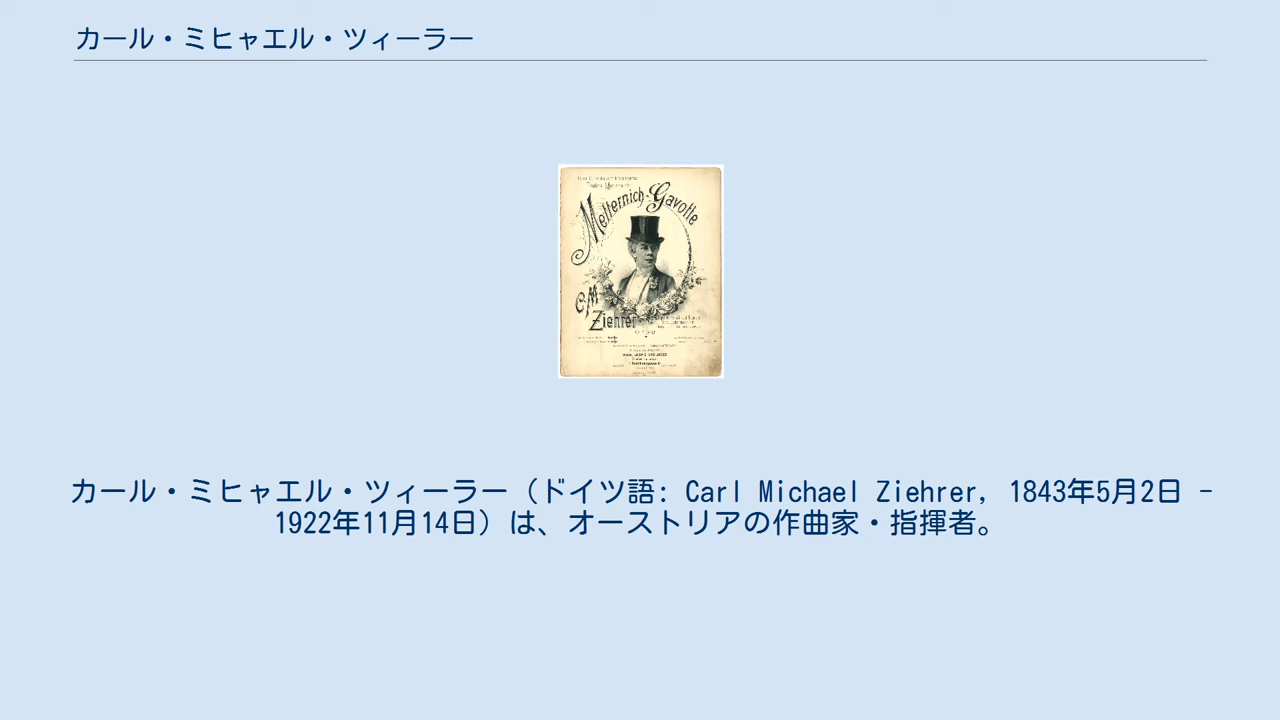 カール・ミヒャエル・ツィーラー
Metternich-Gavotte
C. M.
Ziehrer
カール・ミヒャエル・ツィーラー（ドイツ語: Carl Michael Ziehrer, 1843年5月2日 -
1922年11月14日）は、オーストリアの作曲家・指揮者。